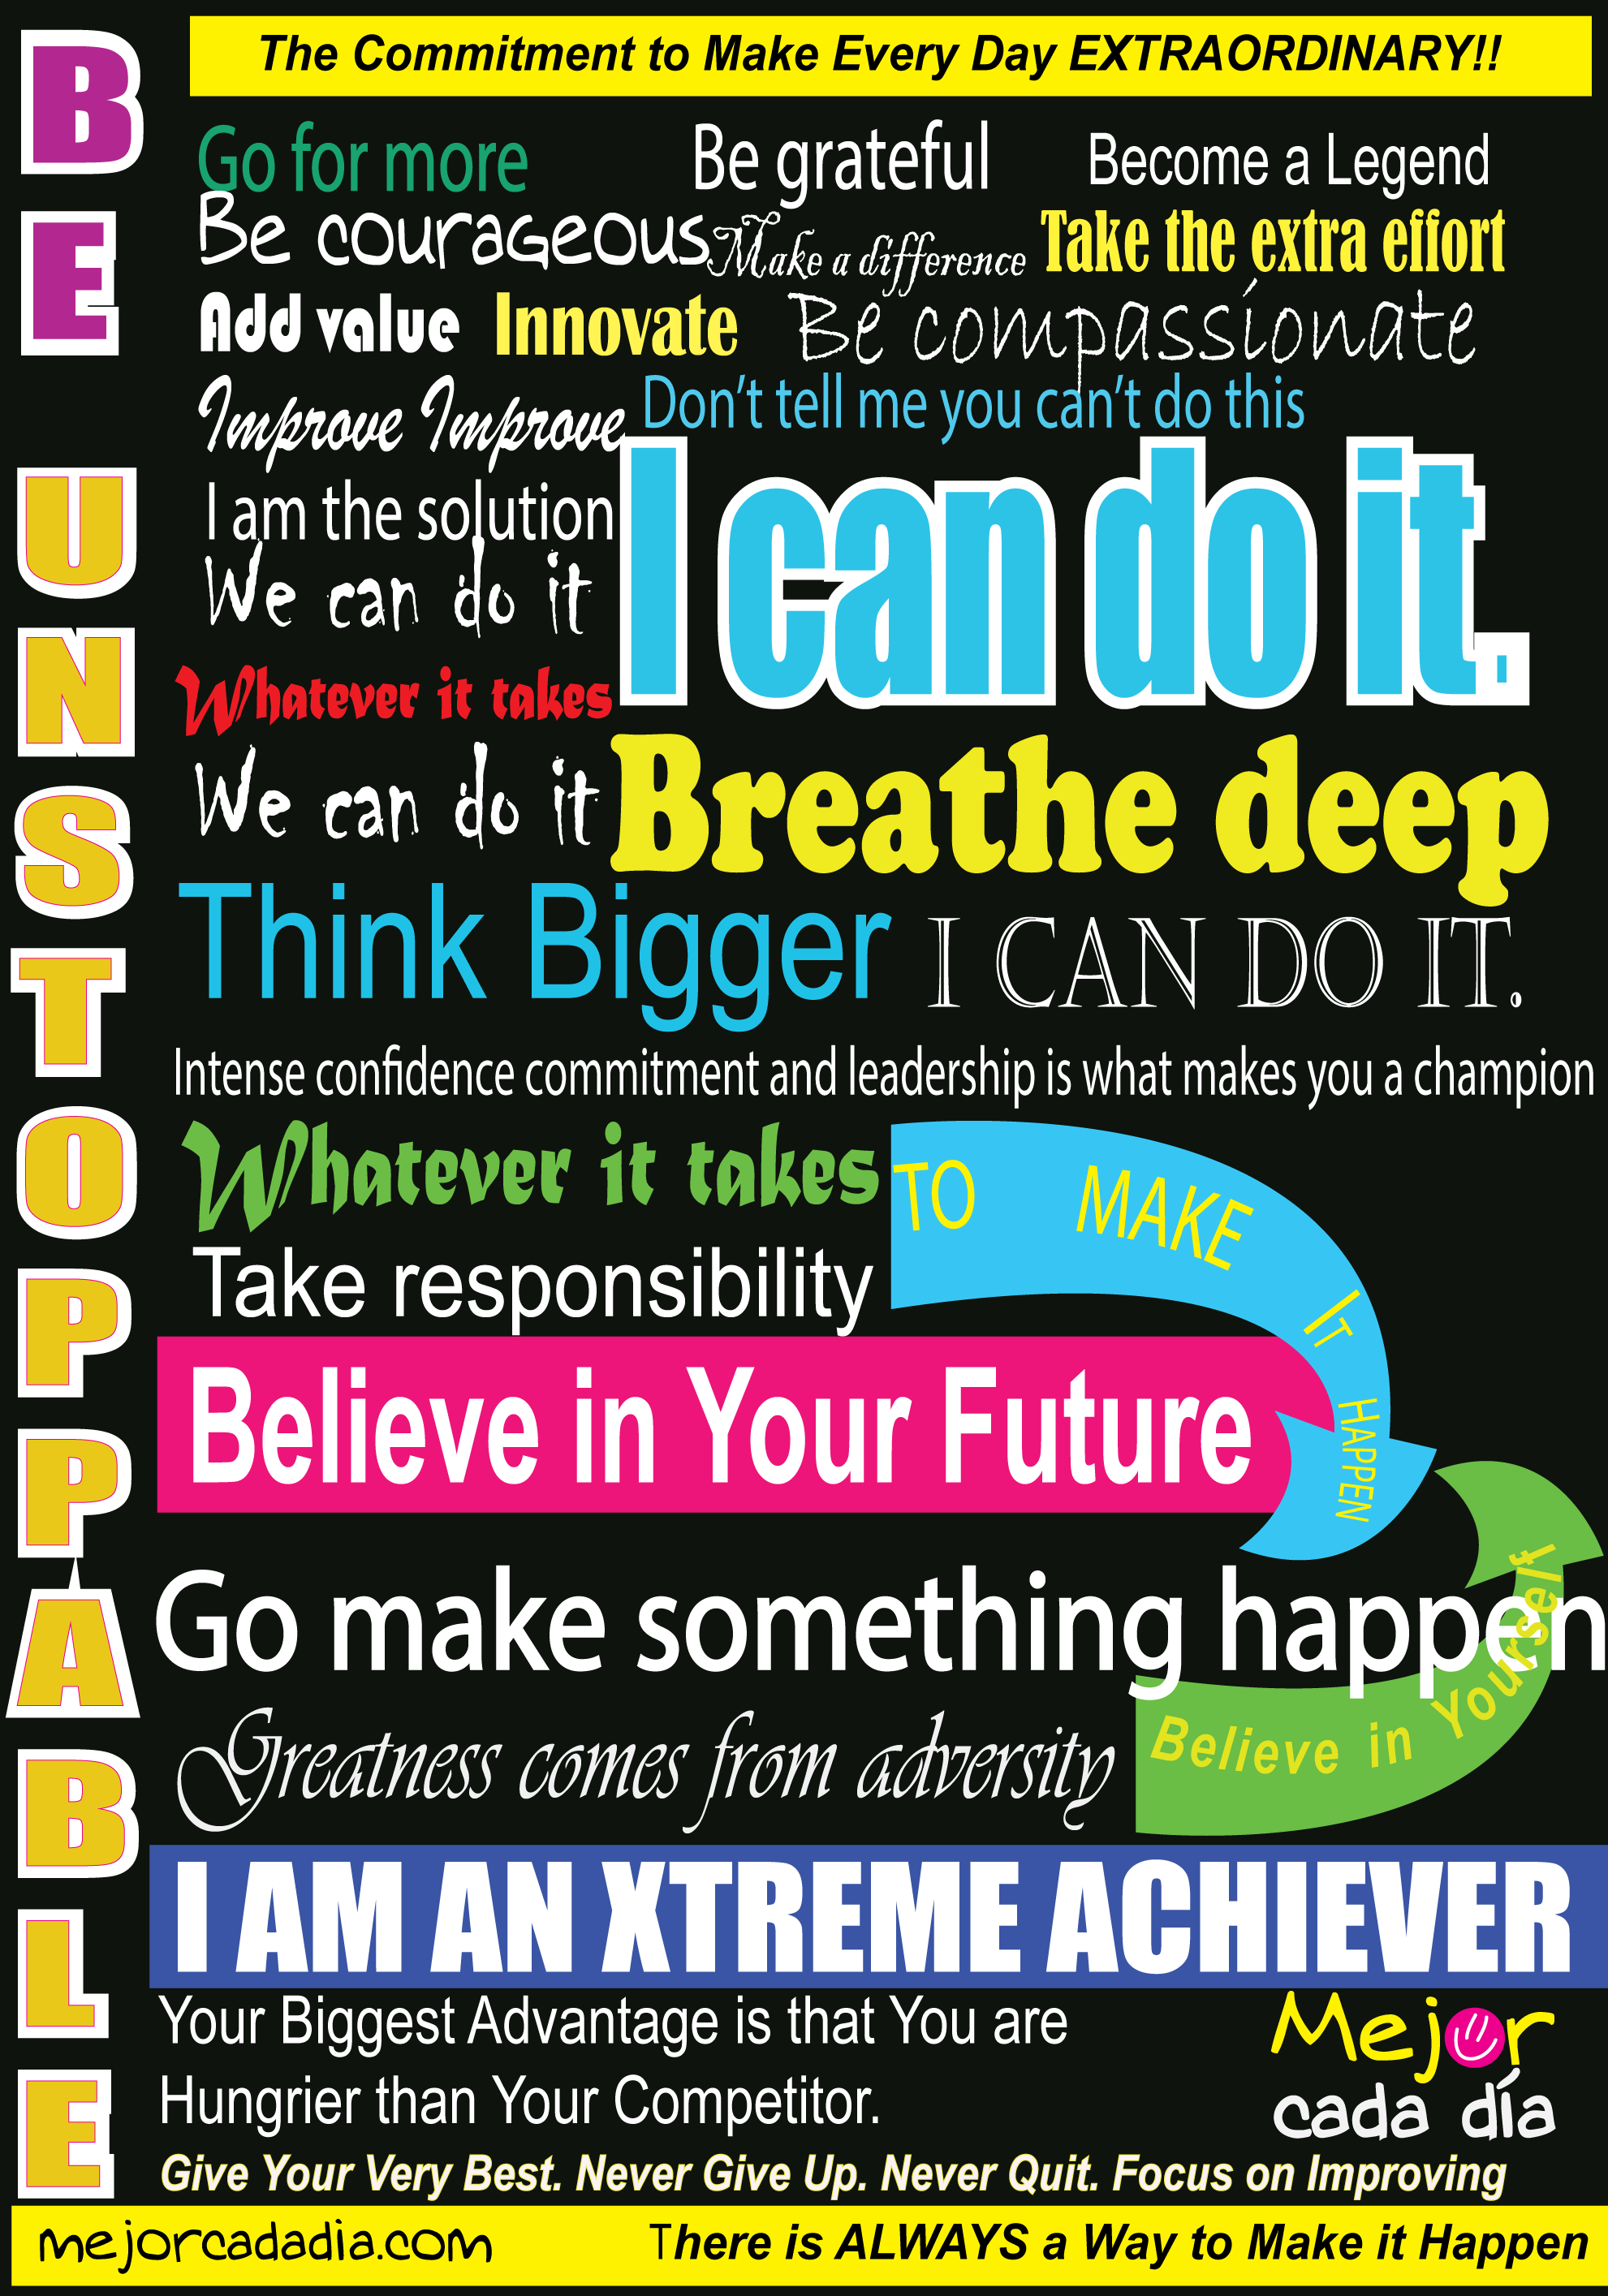 BE UNSTOPPABLE
The Commitment to Make Every Day EXTRAORDINARY!!
Go for more
Be grateful
Become a Legend
Be courageous
Make a difference
Take the extra effort
Add value
Innovate
Be compassionate
Improve Improve
Don't tell me you can't do this
I am the solution
I can do it.
We can do it
Whatever it takes
We can do it
Breathe deep
Think Bigger
I CAN DO IT.
Intense confidence commitment and leadership is what makes you a champion
Whatever it takes
TO MAKE IT HAPPEN
Take responsibility
Believe in Your Future
Go make something happen
Believe in Yourself
Greatness comes from adversity
I AM AN XTREME ACHIEVER
Your Biggest Advantage is that You are
Hungrier than Your Competitor.
Mejor
cada día
Give Your Very Best. Never Give Up. Never Quit. Focus on Improving
mejorcadadia.com
There is ALWAYS a Way to Make it Happen